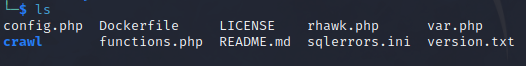 └─$ ls
config.php  Dockerfile     LICENSE    rhawk.php      var.php
crawl       functions.php  README.md  sqlerrors.ini  version.txt